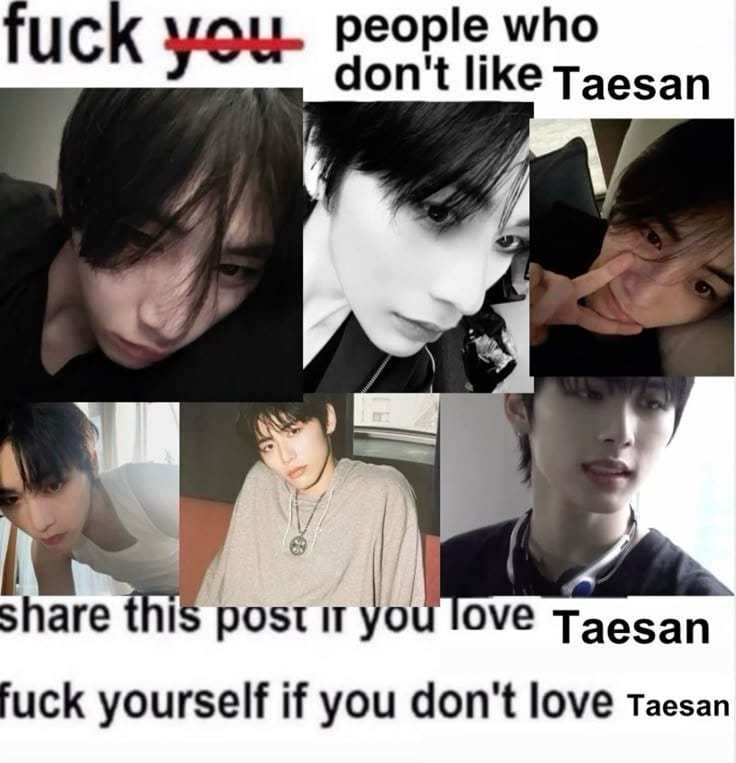 fuck you people who
don't like Taesan
share this post if you love Taesan
fuck yourself if you don't love Taesan